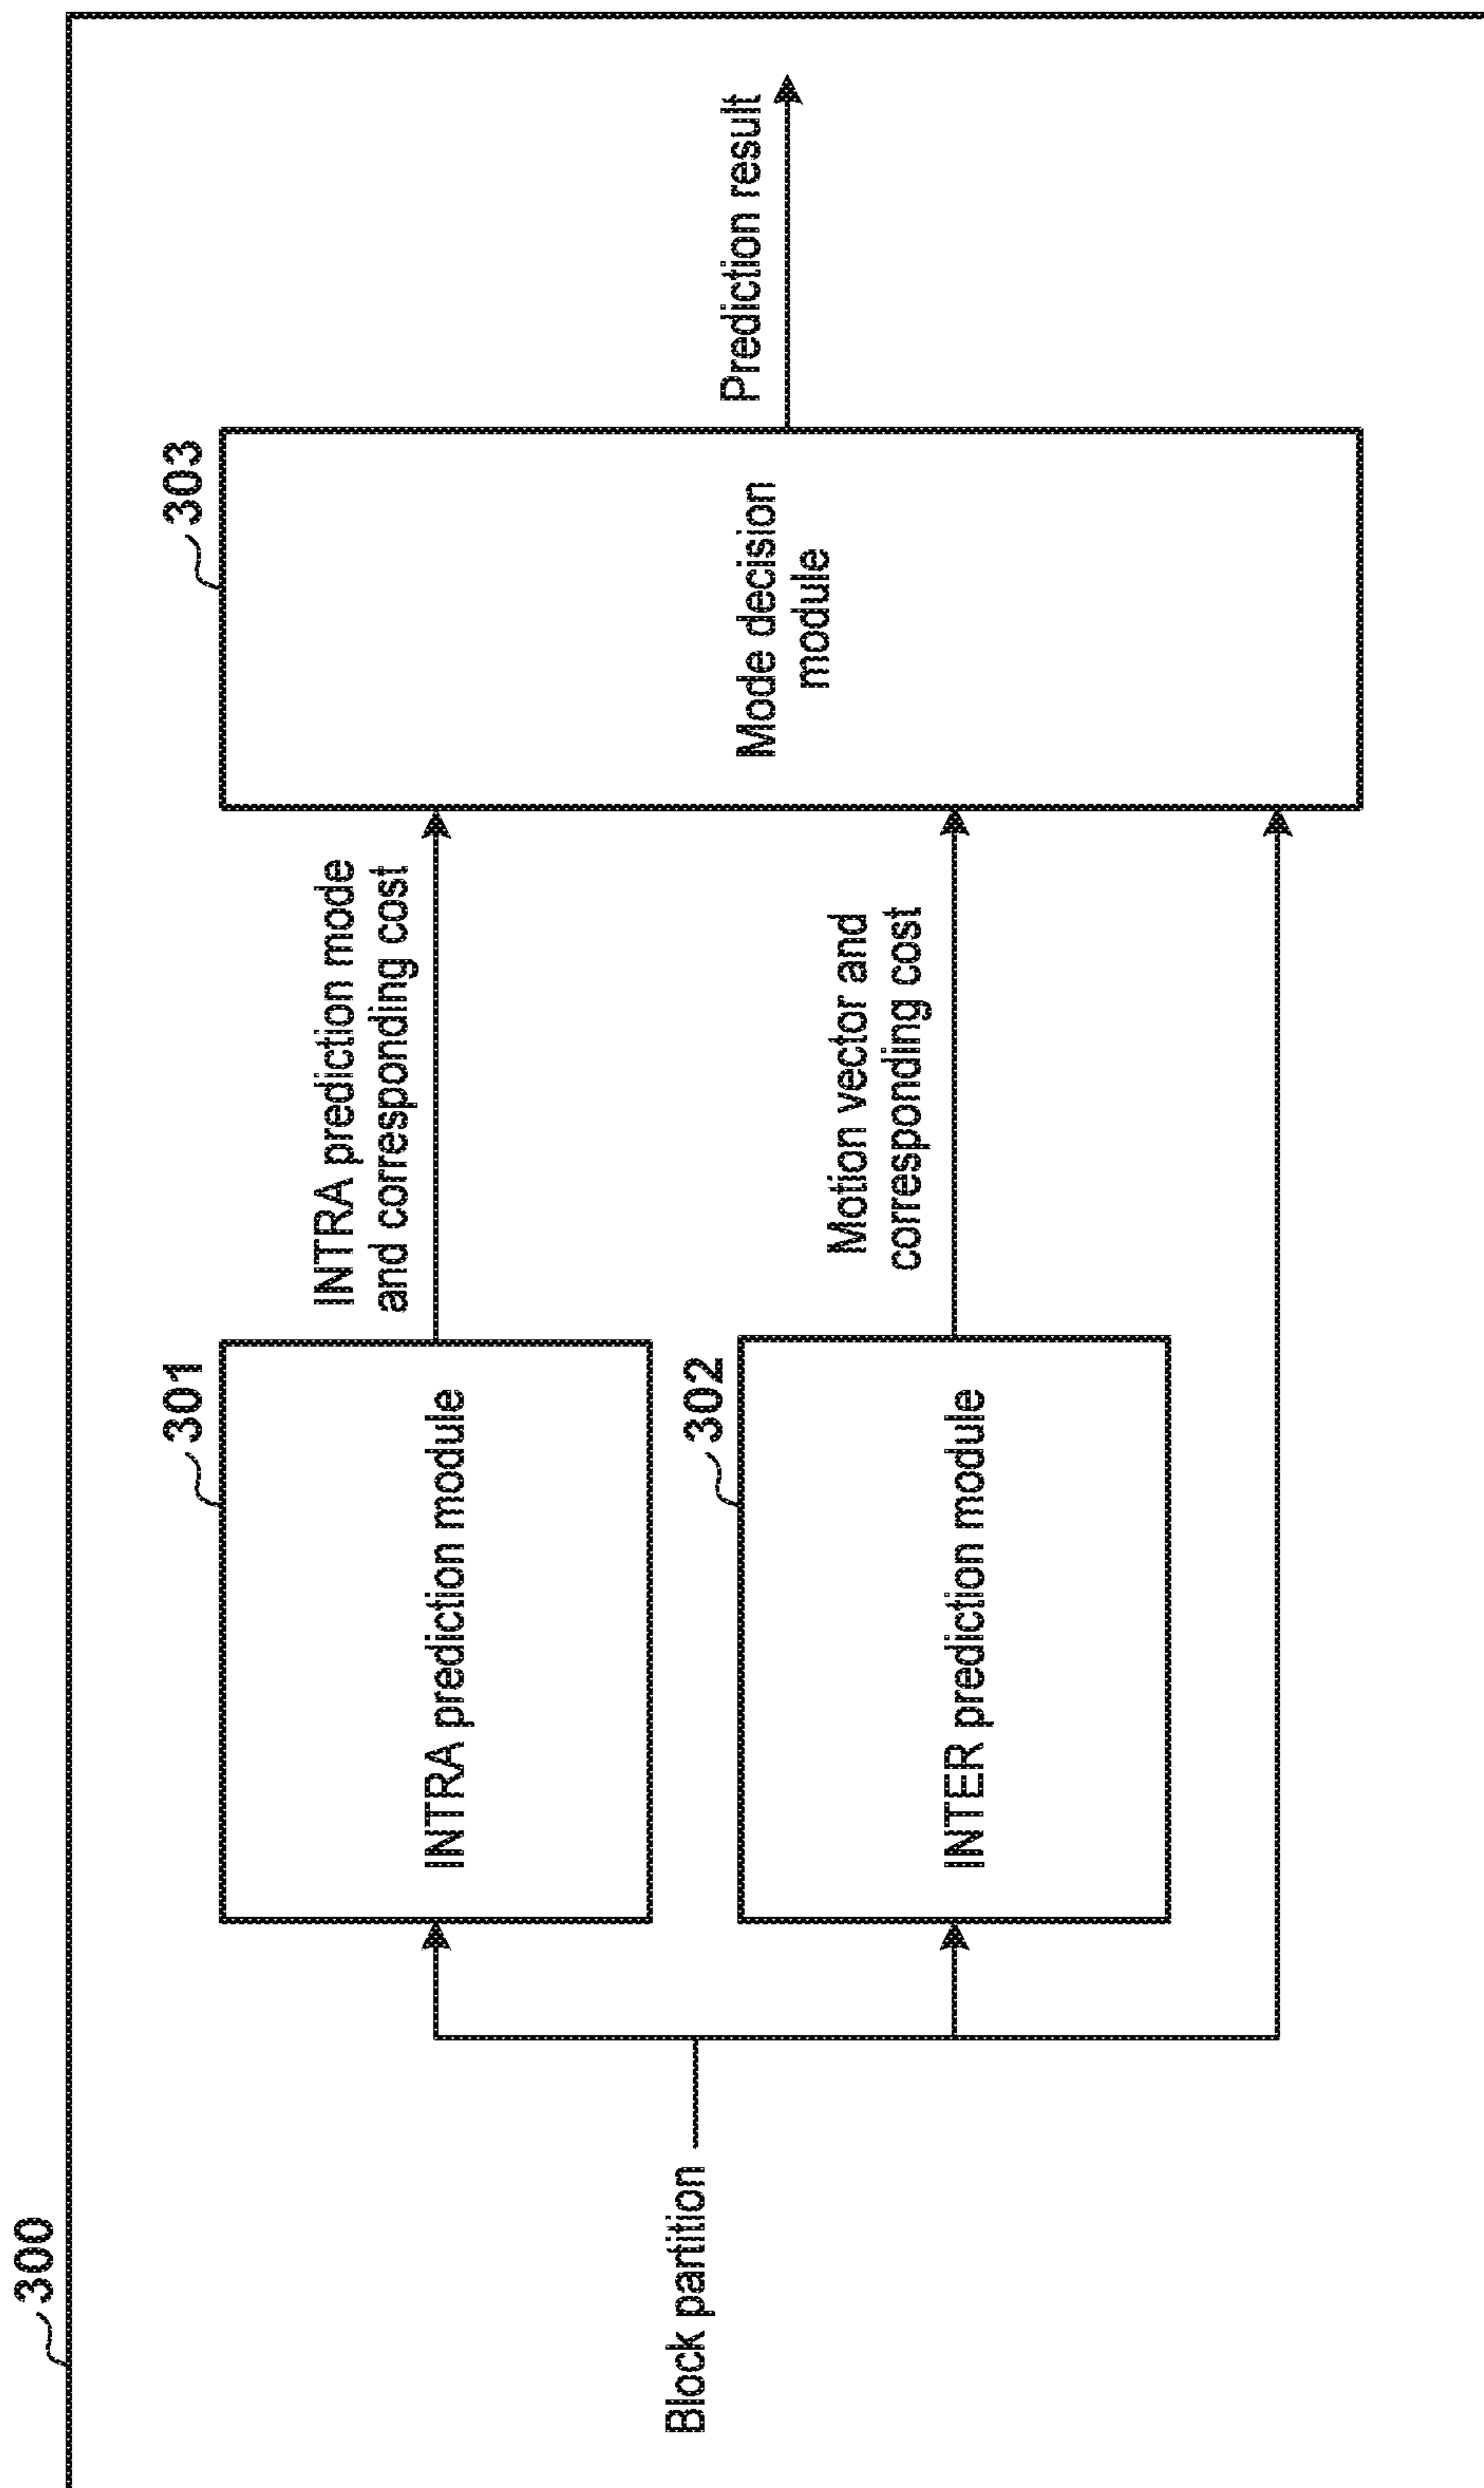 300
301
INTRA prediction module
INTRA prediction mode
and corresponding cost
303
Mode decision
module
Prediction result
Block partition
302
INTER prediction module
Motion vector and
corresponding cost